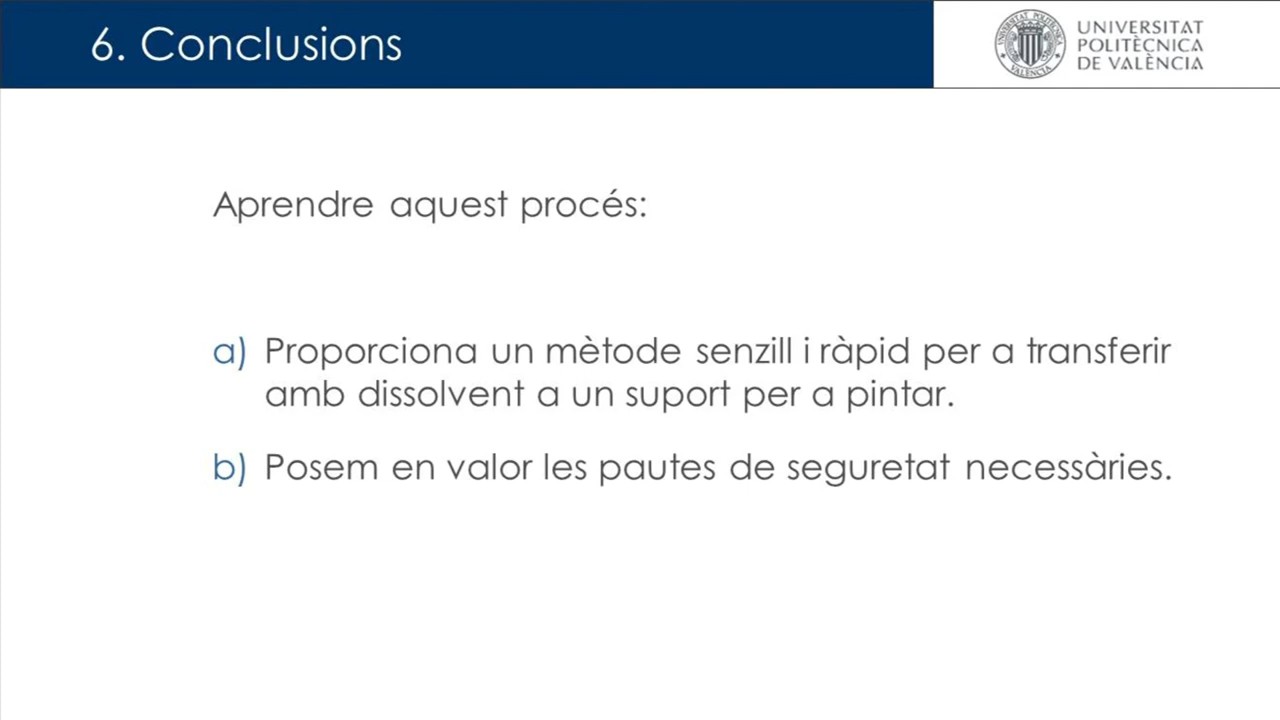 6. Conclusions
UNIVERSITAT
POLITÈCNICA
DE VALÈNCIA
Aprendre aquest procés:
a) Proporciona un mètode senzill i ràpid per a transferir
amb dissolvent a un suport per a pintar.
b) Posem en valor les pautes de seguretat necessàries.